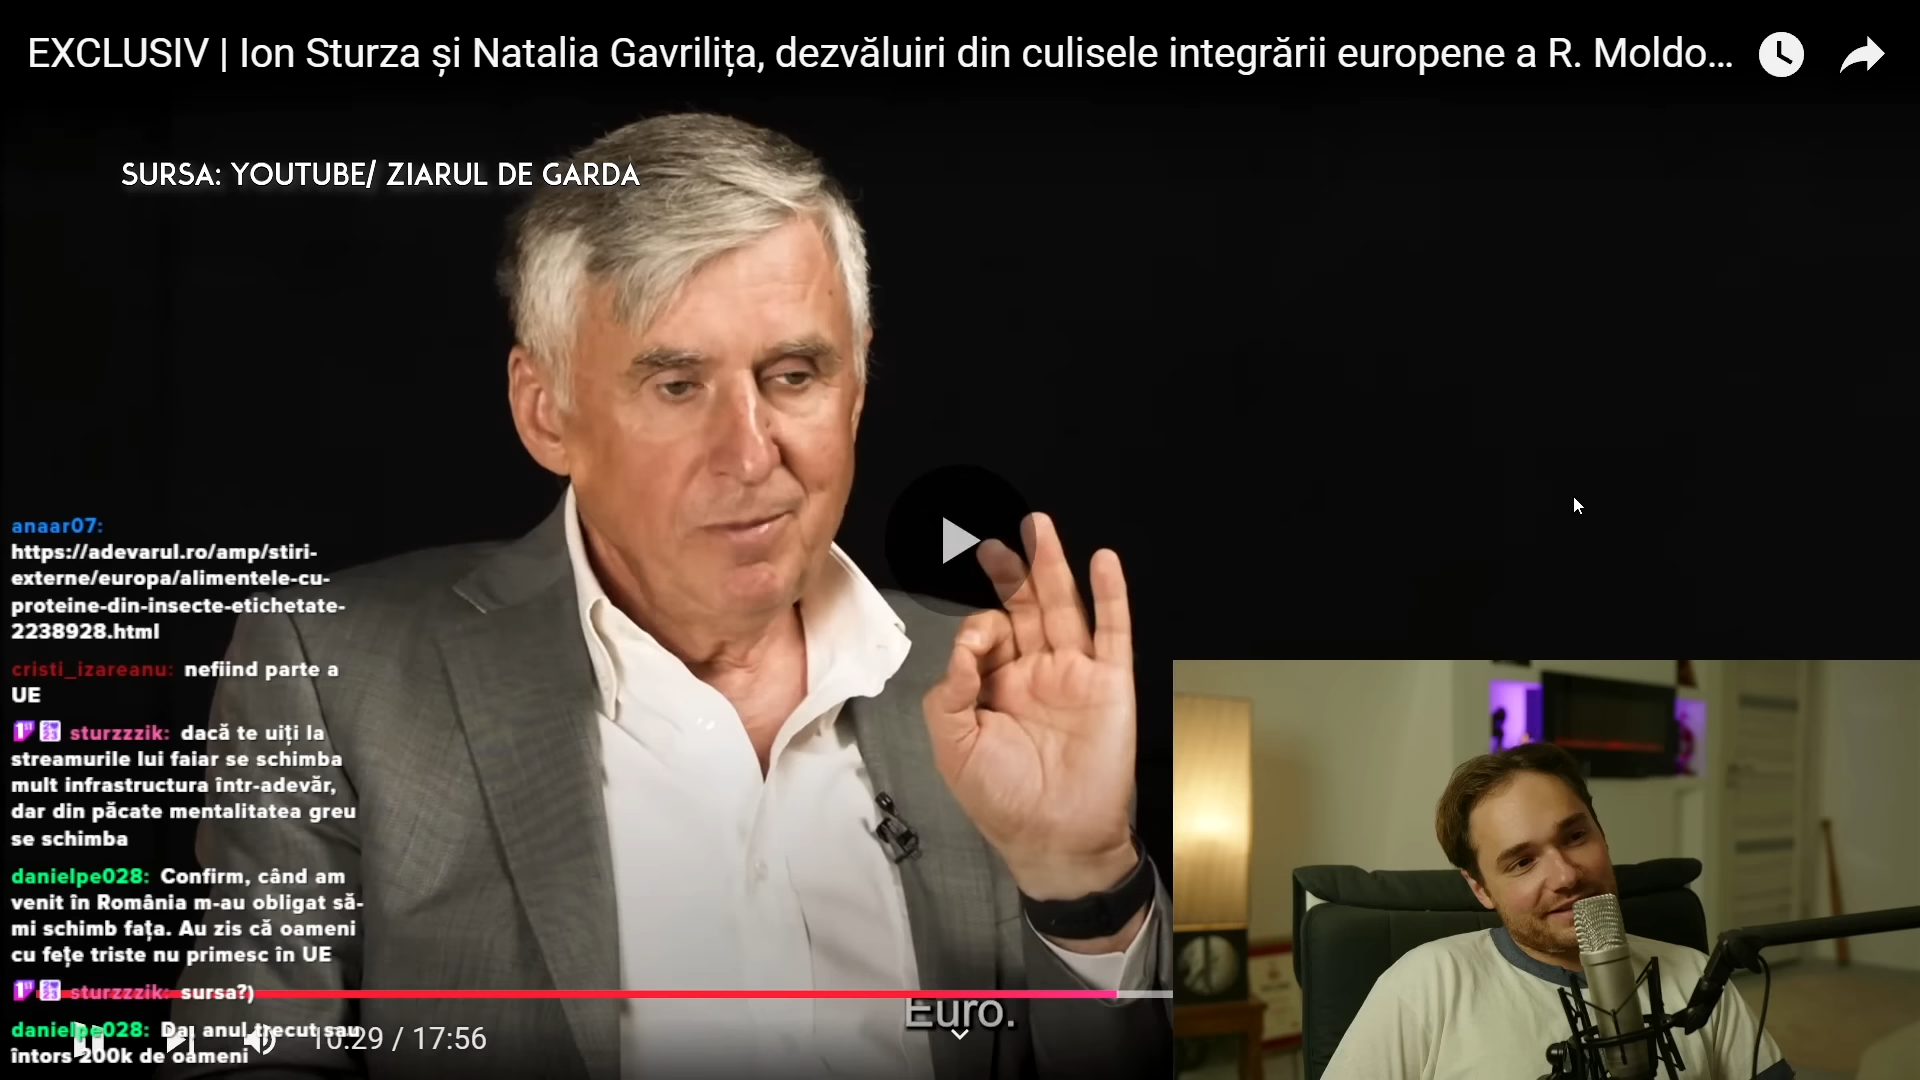 EXCLUSIV | Ion Sturza și Natalia Gavrilița, dezvăluiri din culisele integrării europene a R. Moldo...
SURSA: YOUTUBE/ ZIARUL DE GARDA
anaar07:
https://adevarul.ro/amp/stiri-
externe/europa/alimentele-cu-
proteine-din-insecte-etichetate-
2238928.html
cristi_izareanu: nefiind parte a
UE
sturzzzik: dacă te uiți la
streamurile lui faiar se schimba
mult infrastructura într-adevăr,
dar din păcate mentalitatea greu
se schimba
danielpe028: Confirm, când am
venit în România m-au obligat să-
mi schimb fața. Au zis că oameni
cu fețe triste nu primesc în UE
sturzzzik: sursa?)
Euro.
danielpe028: Da, anul trecut sau
întors 200k de oameni
16:29 / 17:56